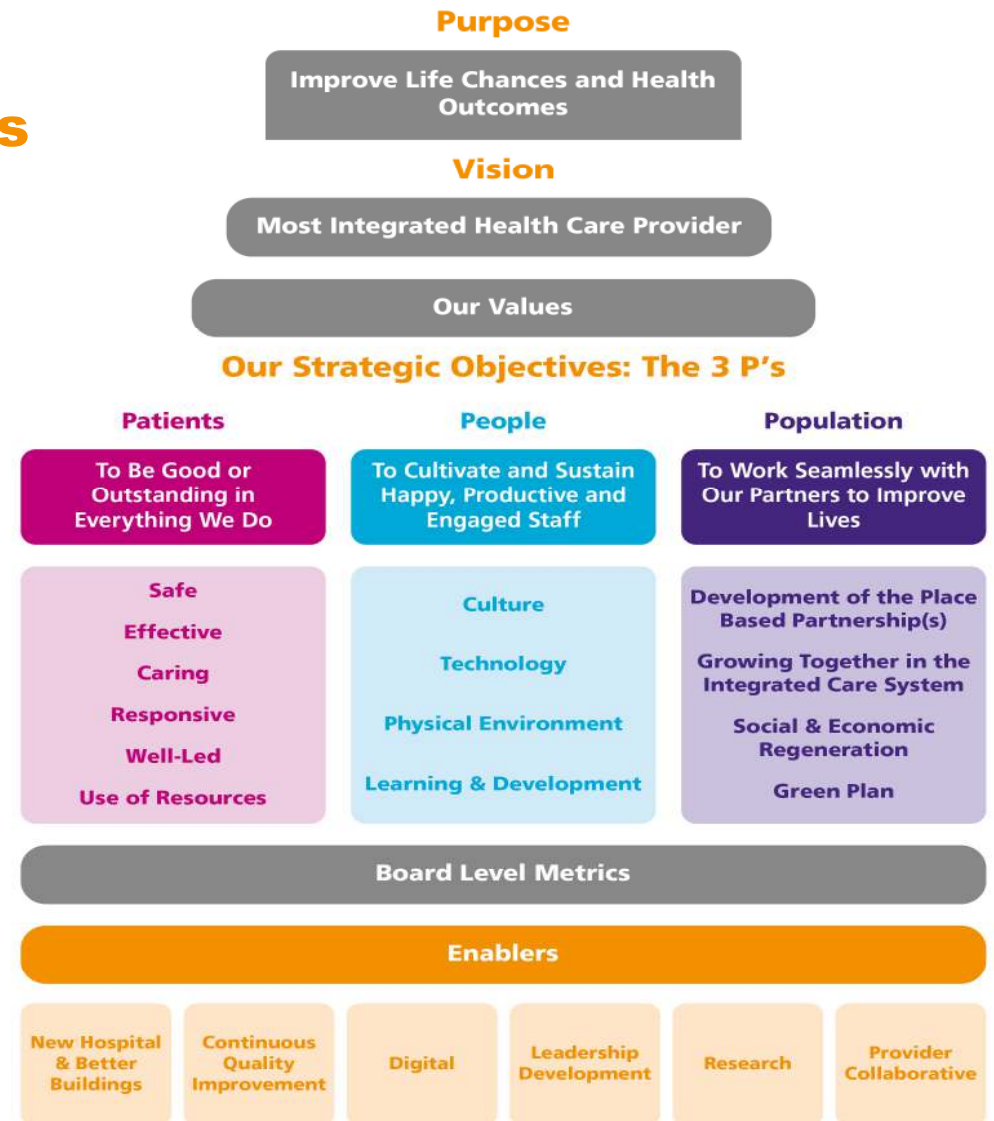 Purpose
Improve Life Chances and Health
Outcomes
s
Vision
Most Integrated Health Care Provider
Our Values
Our Strategic Objectives: The 3 P's
Patients
To Be Good or
Outstanding in
Everything We Do
Safe
Effective
Caring
Responsive
Well-Led
Use of Resources
People
To Cultivate and Sustain
Happy, Productive and
Engaged Staff
Culture
Technology
Physical Environment
Learning & Development
Population
To Work Seamlessly with
Our Partners to Improve
Lives
Development of the Place
Based Partnership(s)
Growing Together in the
Integrated Care System
Social & Economic
Regeneration
Green Plan
Board Level Metrics
Enablers
New Hospital
& Better
Buildings
Continuous
Quality
Improvement
Digital
Leadership
Development
Research
Provider
Collaborative